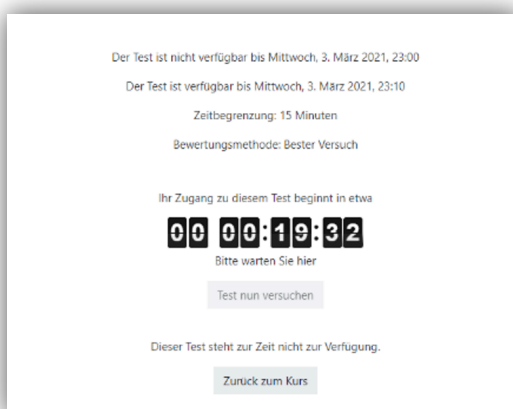 Der Test ist nicht verfügbar bis Mittwoch, 3. März 2021, 23:00
Der Test ist verfügbar bis Mittwoch, 3. März 2021, 23:10
Zeitbegrenzung: 15 Minuten
Bewertungsmethode: Bester Versuch
Ihr Zugang zu diesem Test beginnt in etwa
00 00:19:32
Bitte warten Sie hier
Test nun versuchen
Dieser Test steht zur Zeit nicht zur Verfügung.
Zurück zum Kurs